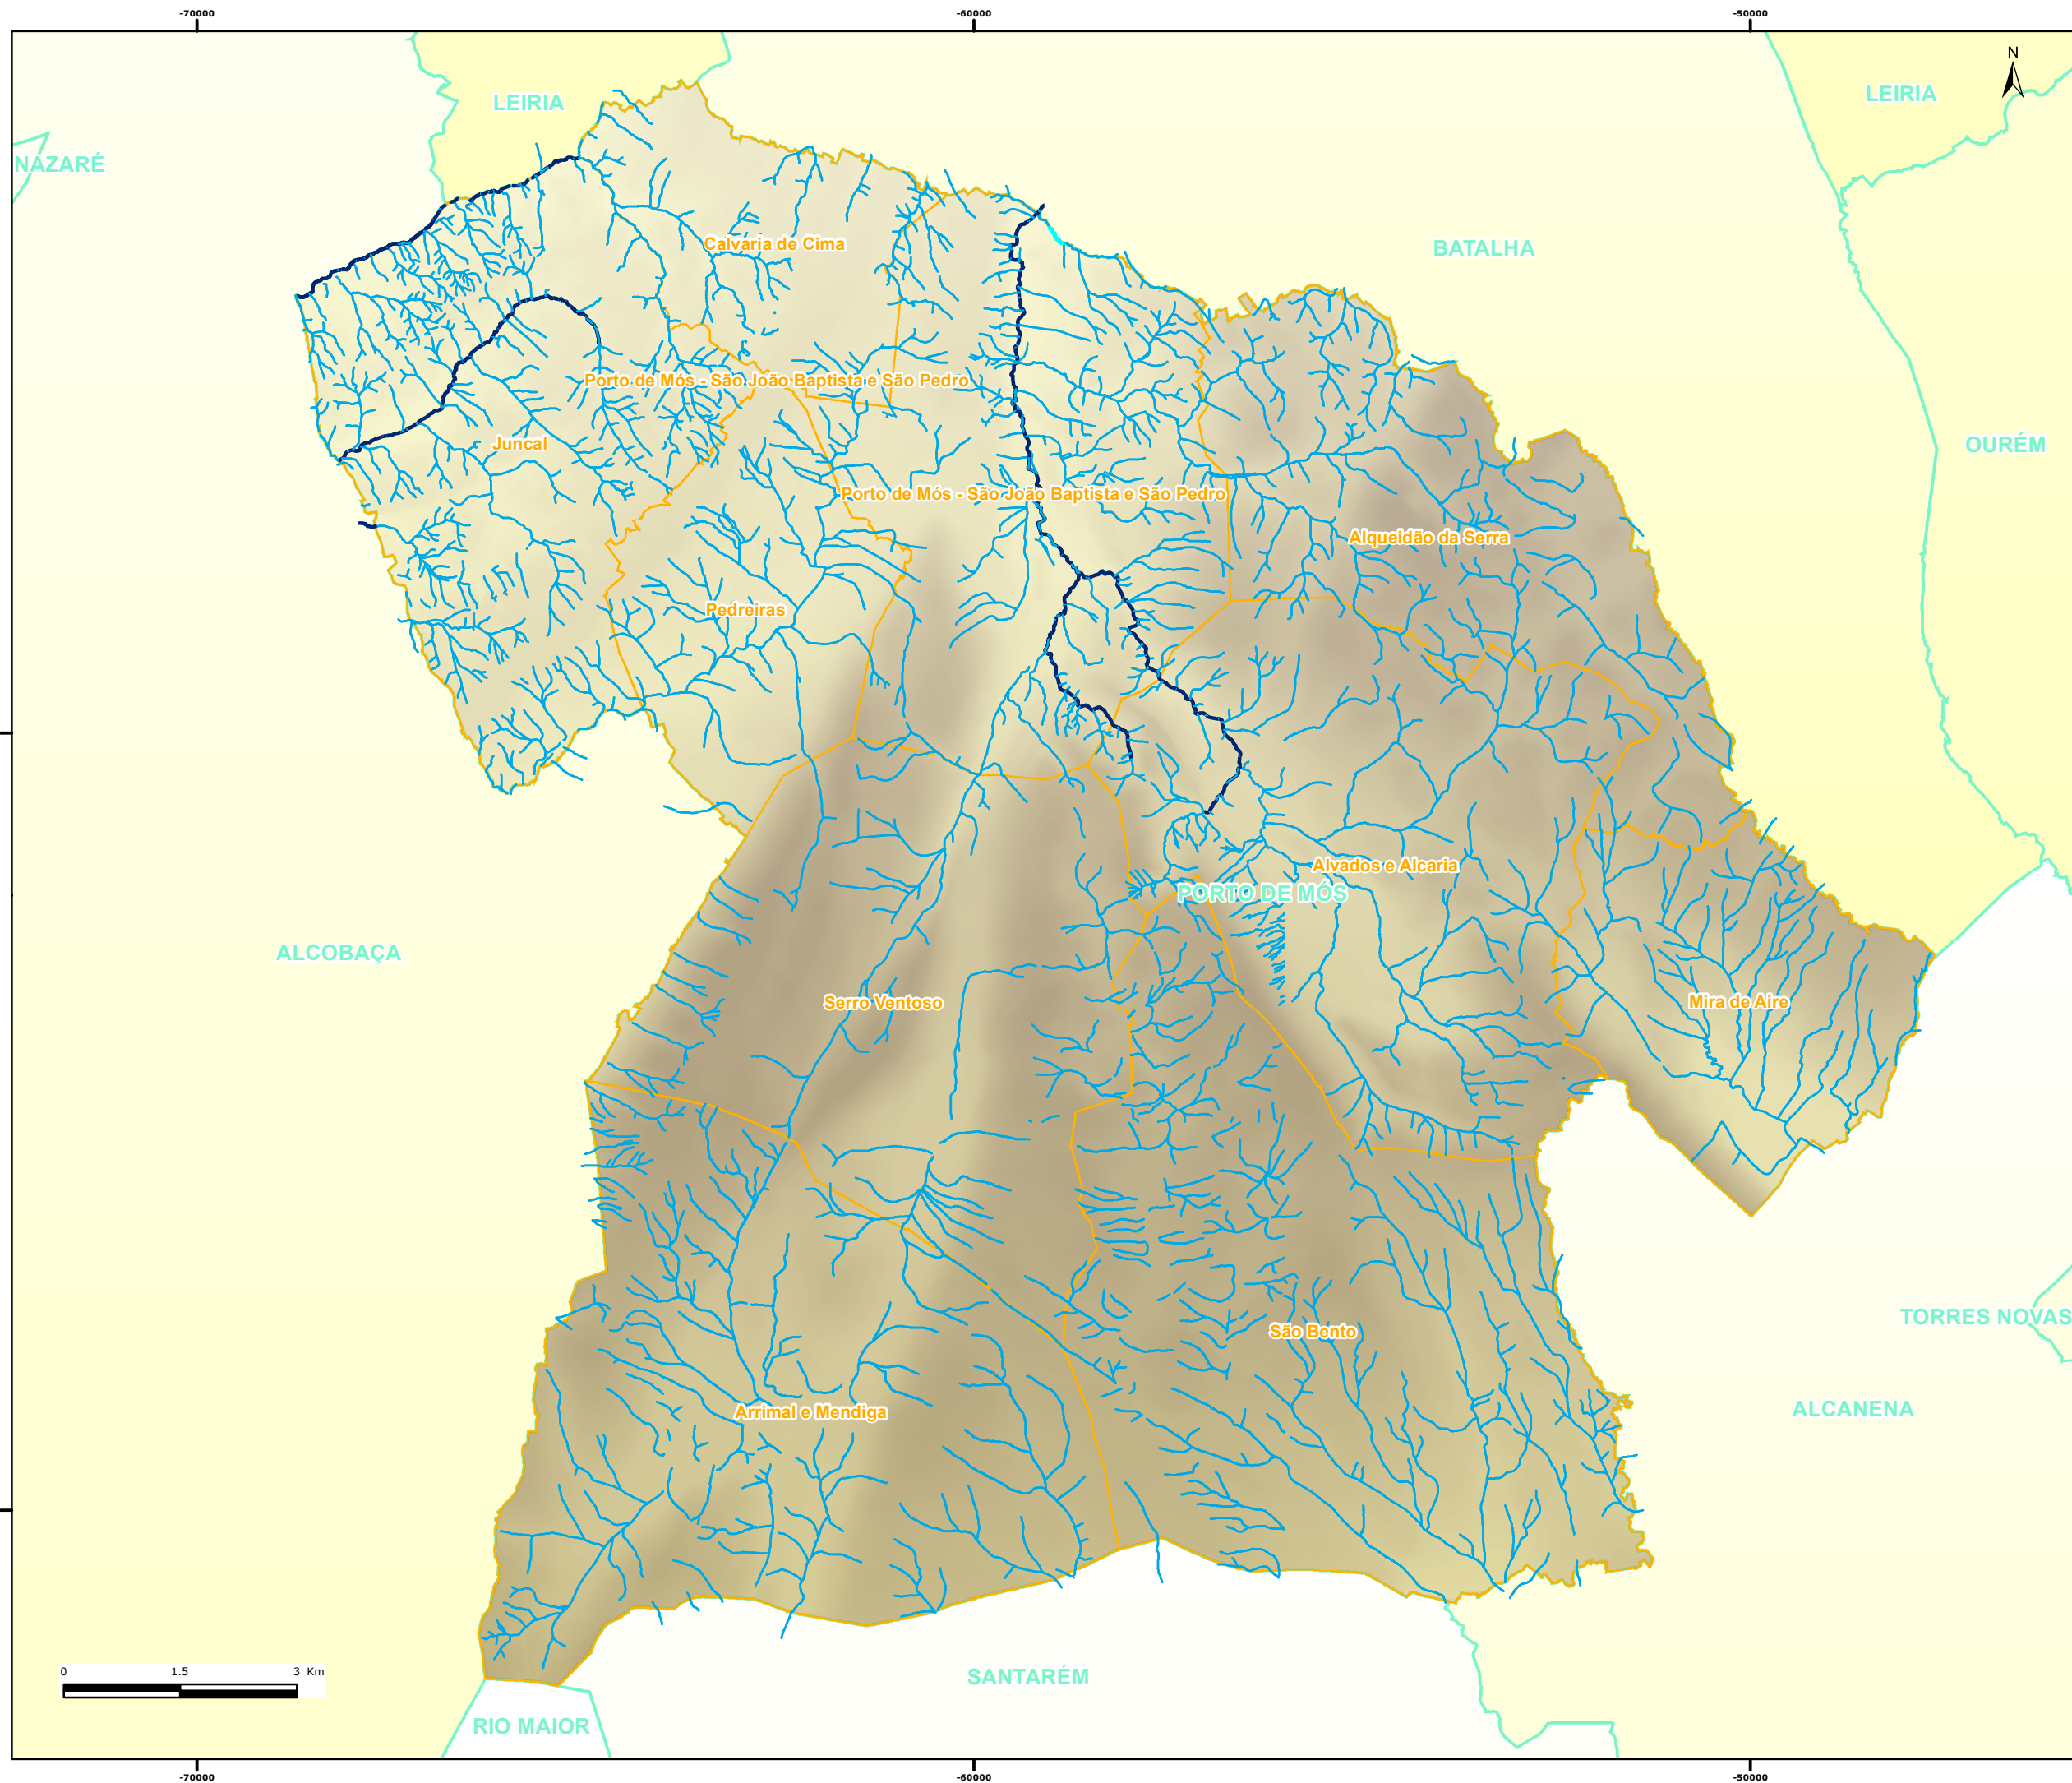 -70000 -60000 -50000
N
LEIRIA
LEIRIA
NAZARÉ
Calvaria de Cima
BATALHA
Porto de Mós - São João Baptista e São Pedro
Juncal
OURÉM
Porto de Mós - São João Baptista e São Pedro
Alqueidão da Serra
Pedreiras
Alvados e Alcaria
PORTO DE MÓS
ALCOBAÇA
Serro Ventoso
Mira de Aire
TORRES NOVAS
São Bento
ALCANENA
Arrimal e Mendiga
0 1.5 3 Km
SANTARÉM
RIO MAIOR
-70000 -60000 -50000